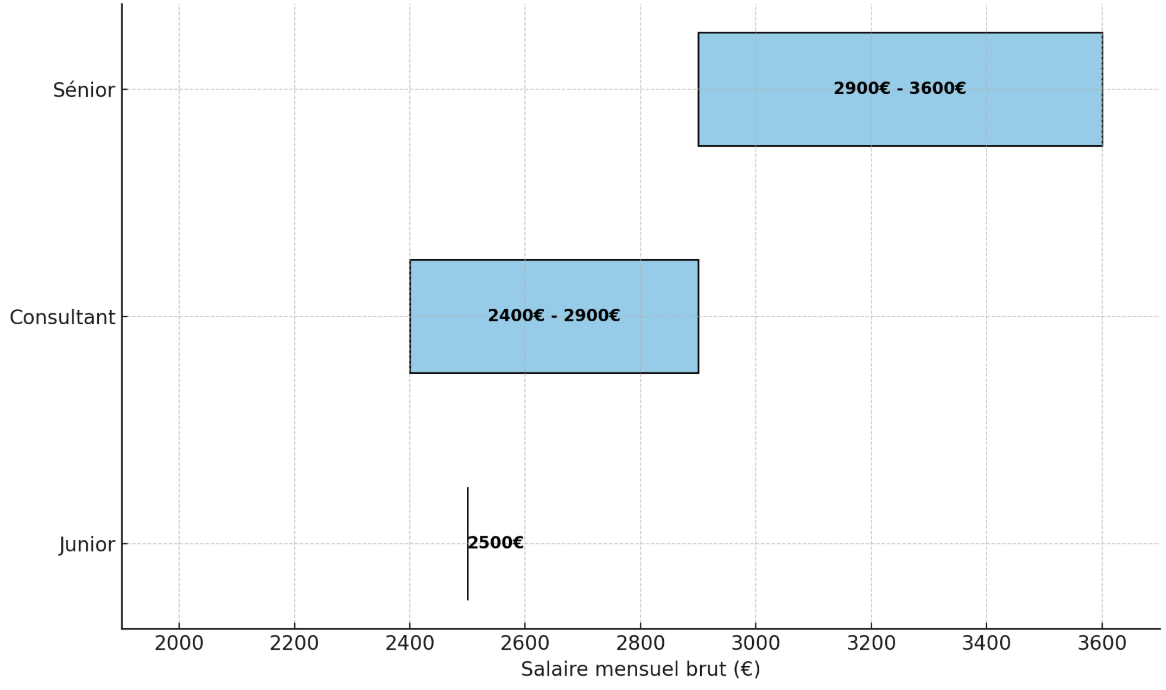 Sénior
2900€ - 3600€
Consultant
2400€ - 2900€
Junior
2500€
2000 2200 2400 2600 2800 3000 3200 3400 3600
Salaire mensuel brut (€)